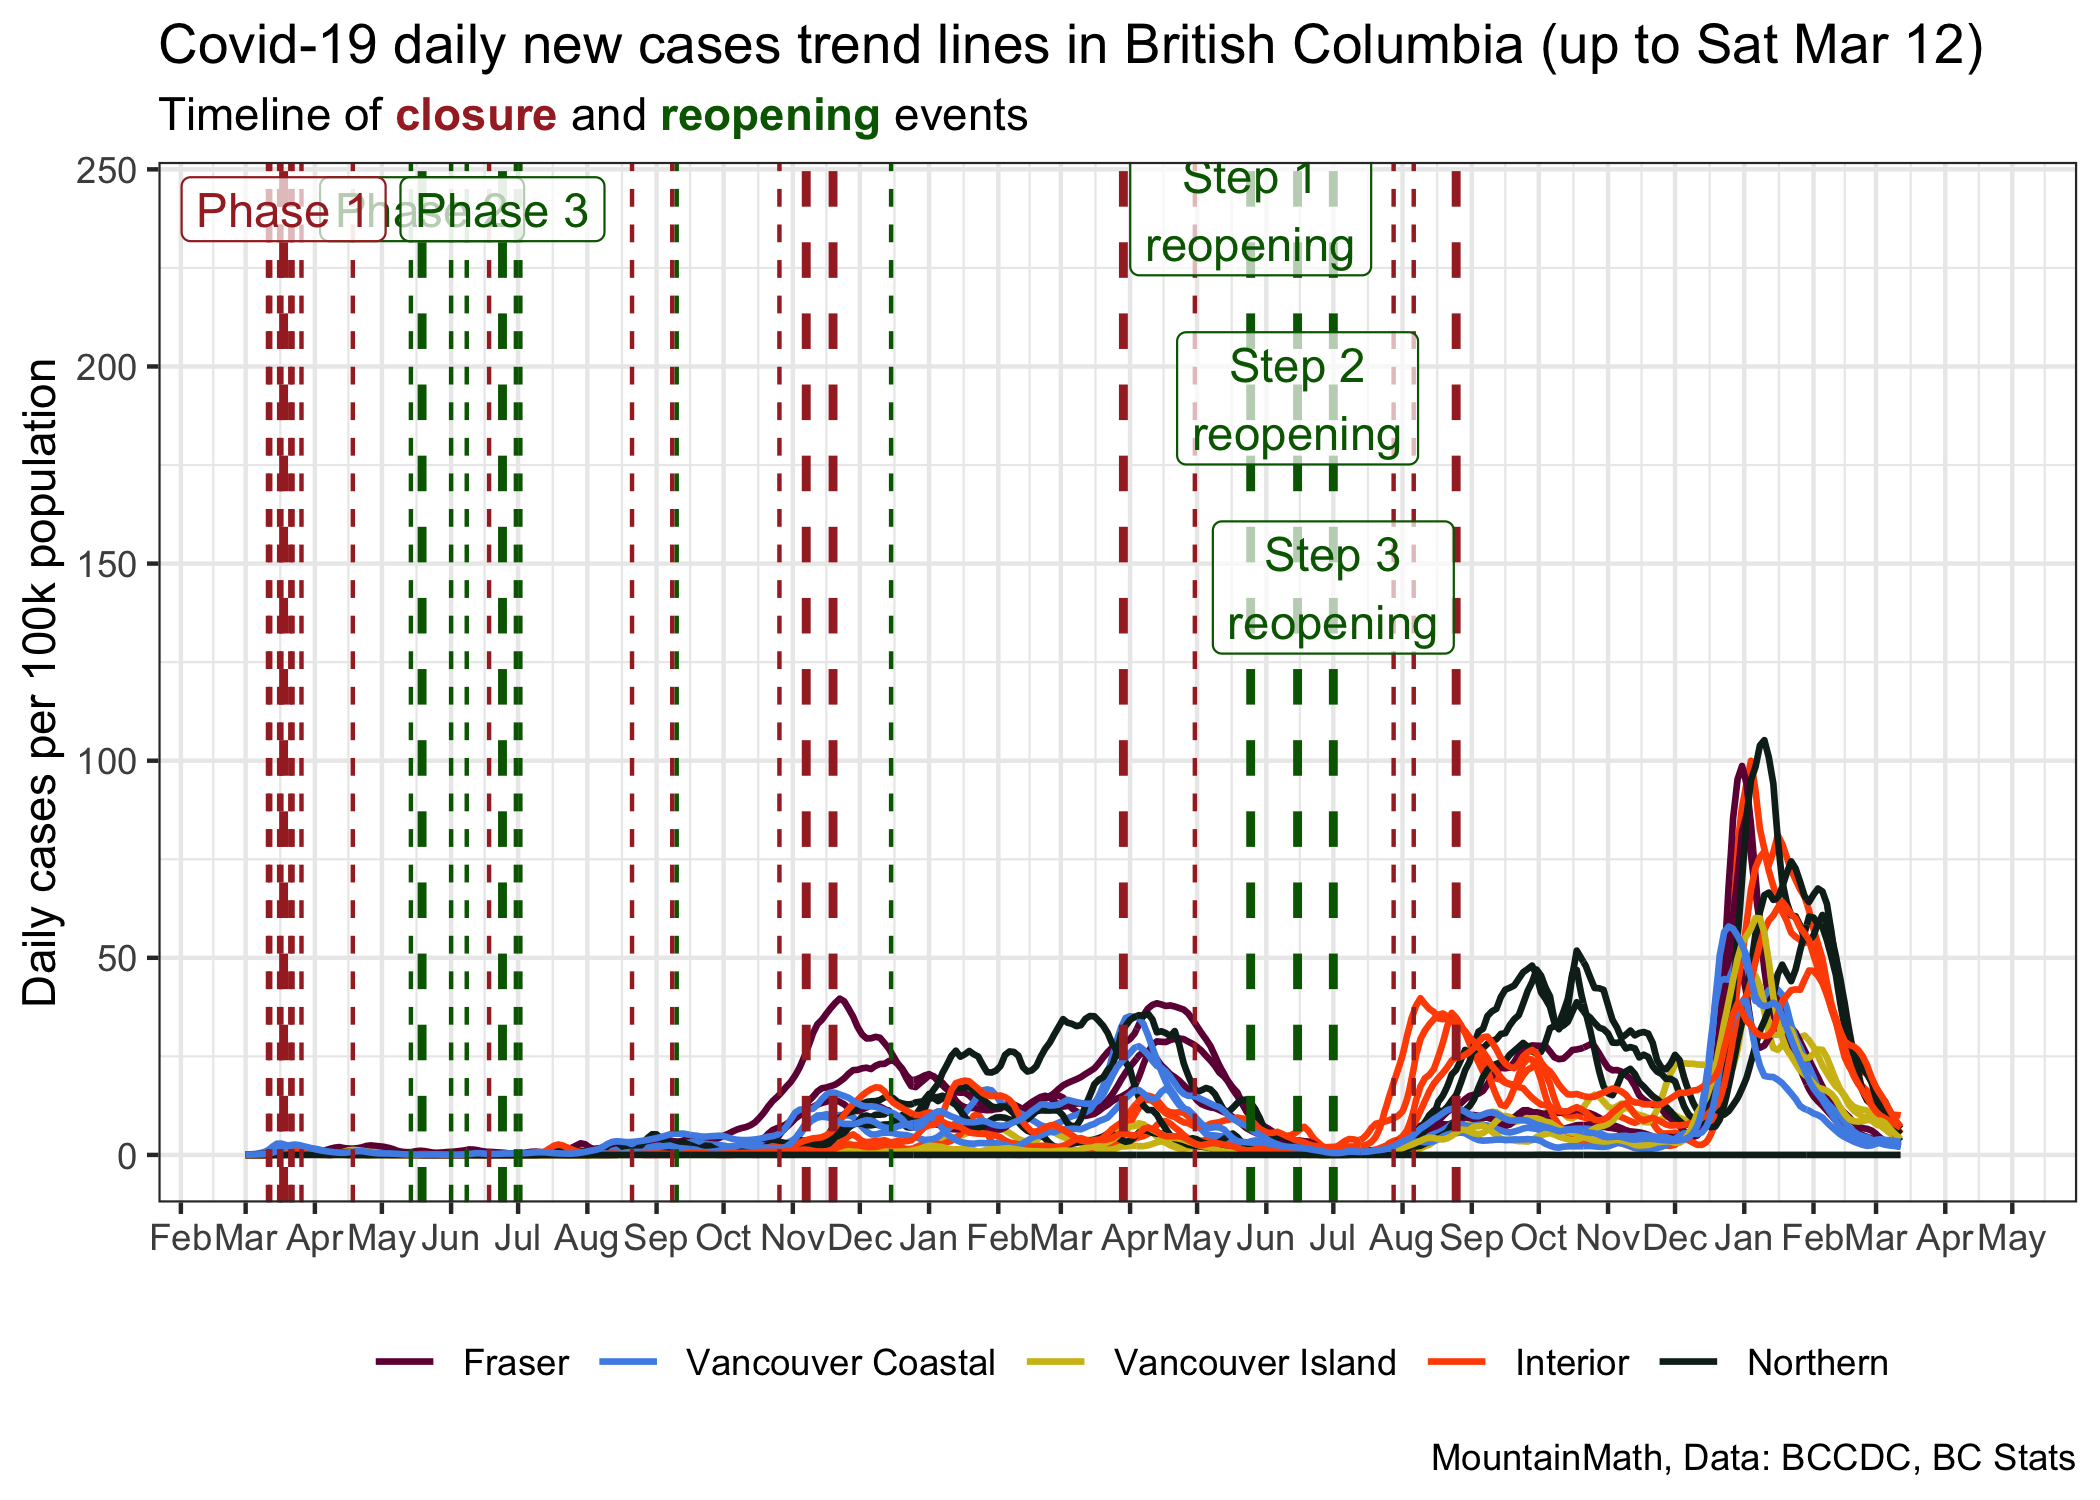 Covid-19 daily new cases trend lines in British Columbia (up to Sat Mar 12)
Timeline of closure and reopening events
Daily cases per 100k population
250
200
150
100
50
0
Phase 1
Phase 2
Phase 3
Step 1
reopening
Step 2
reopening
Step 3
reopening
Feb Mar Apr May Jun Jul Aug Sep Oct Nov Dec Jan Feb Mar Apr May Jun Jul Aug Sep Oct Nov Dec Jan Feb Mar Apr May
Fraser Vancouver Coastal Vancouver Island Interior Northern
MountainMath, Data: BCCDC, BC Stats